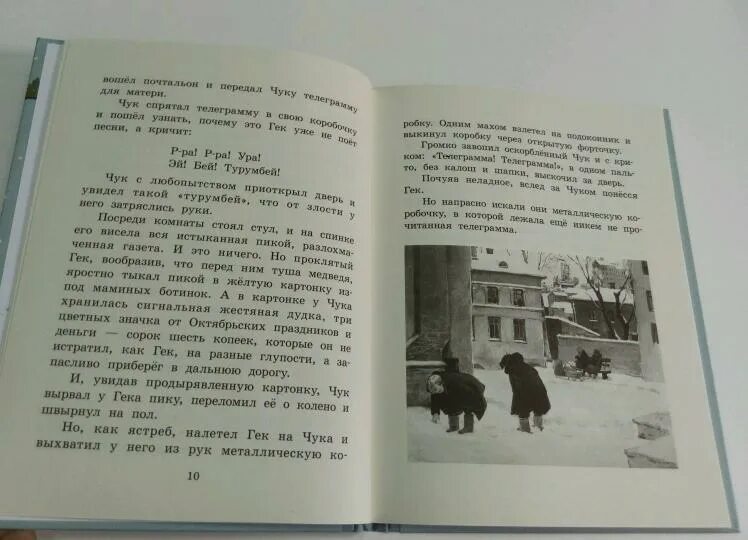 вошёл почтальон и передал Чуку телеграмму
для матери.
Чук спрятал телеграмму в свою коробочку
и пошёл узнать, почему это Гек уже не поёт
песни, а кричит:
Р-ра! Р-ра! Ура!
Эй! Бей! Турумбей!
Чук с любопытством приоткрыл дверь и
увидел такой «турумбей», что от злости у
него затряслись руки.
Посреди комнаты стоял стул, и на спинке
его висела вся истыканная пикой, разлохма-
ченная газета. И это ничего. Но проклятый
Гек, вообразив, что перед ним туша медведя,
яростно тыкал пикой в жёлтую картонку из-
под маминых ботинок. А в картонке у Чука
хранилась сигнальная жестяная дудка, три
цветных значка от Октябрьских праздников и
деньги — сорок шесть копеек, которые он не
истратил, как Гек, на разные глупости, а за-
пасливо приберёг в дальнюю дорогу.
И, увидав продырявленную картонку, Чук
вырвал у Гека пику, переломил её о колено и
швырнул на пол.
Но, как ястреб, налетел Гек на Чука и
выхватил у него из рук металлическую ко-
10
робку. Одним махом взлетел на подоконник и
выкинул коробку через открытую форточку.
Громко завопил оскорблённый Чук и с кри-
ком: «Телеграмма! Телеграмма!», в одном паль-
то, без калош и шапки, выскочил за дверь.
Почуяв неладное, вслед за Чуком понёсся
Гек.
Но напрасно искали они металлическую ко-
робочку, в которой лежала ещё никем не про-
читанная телеграмма.